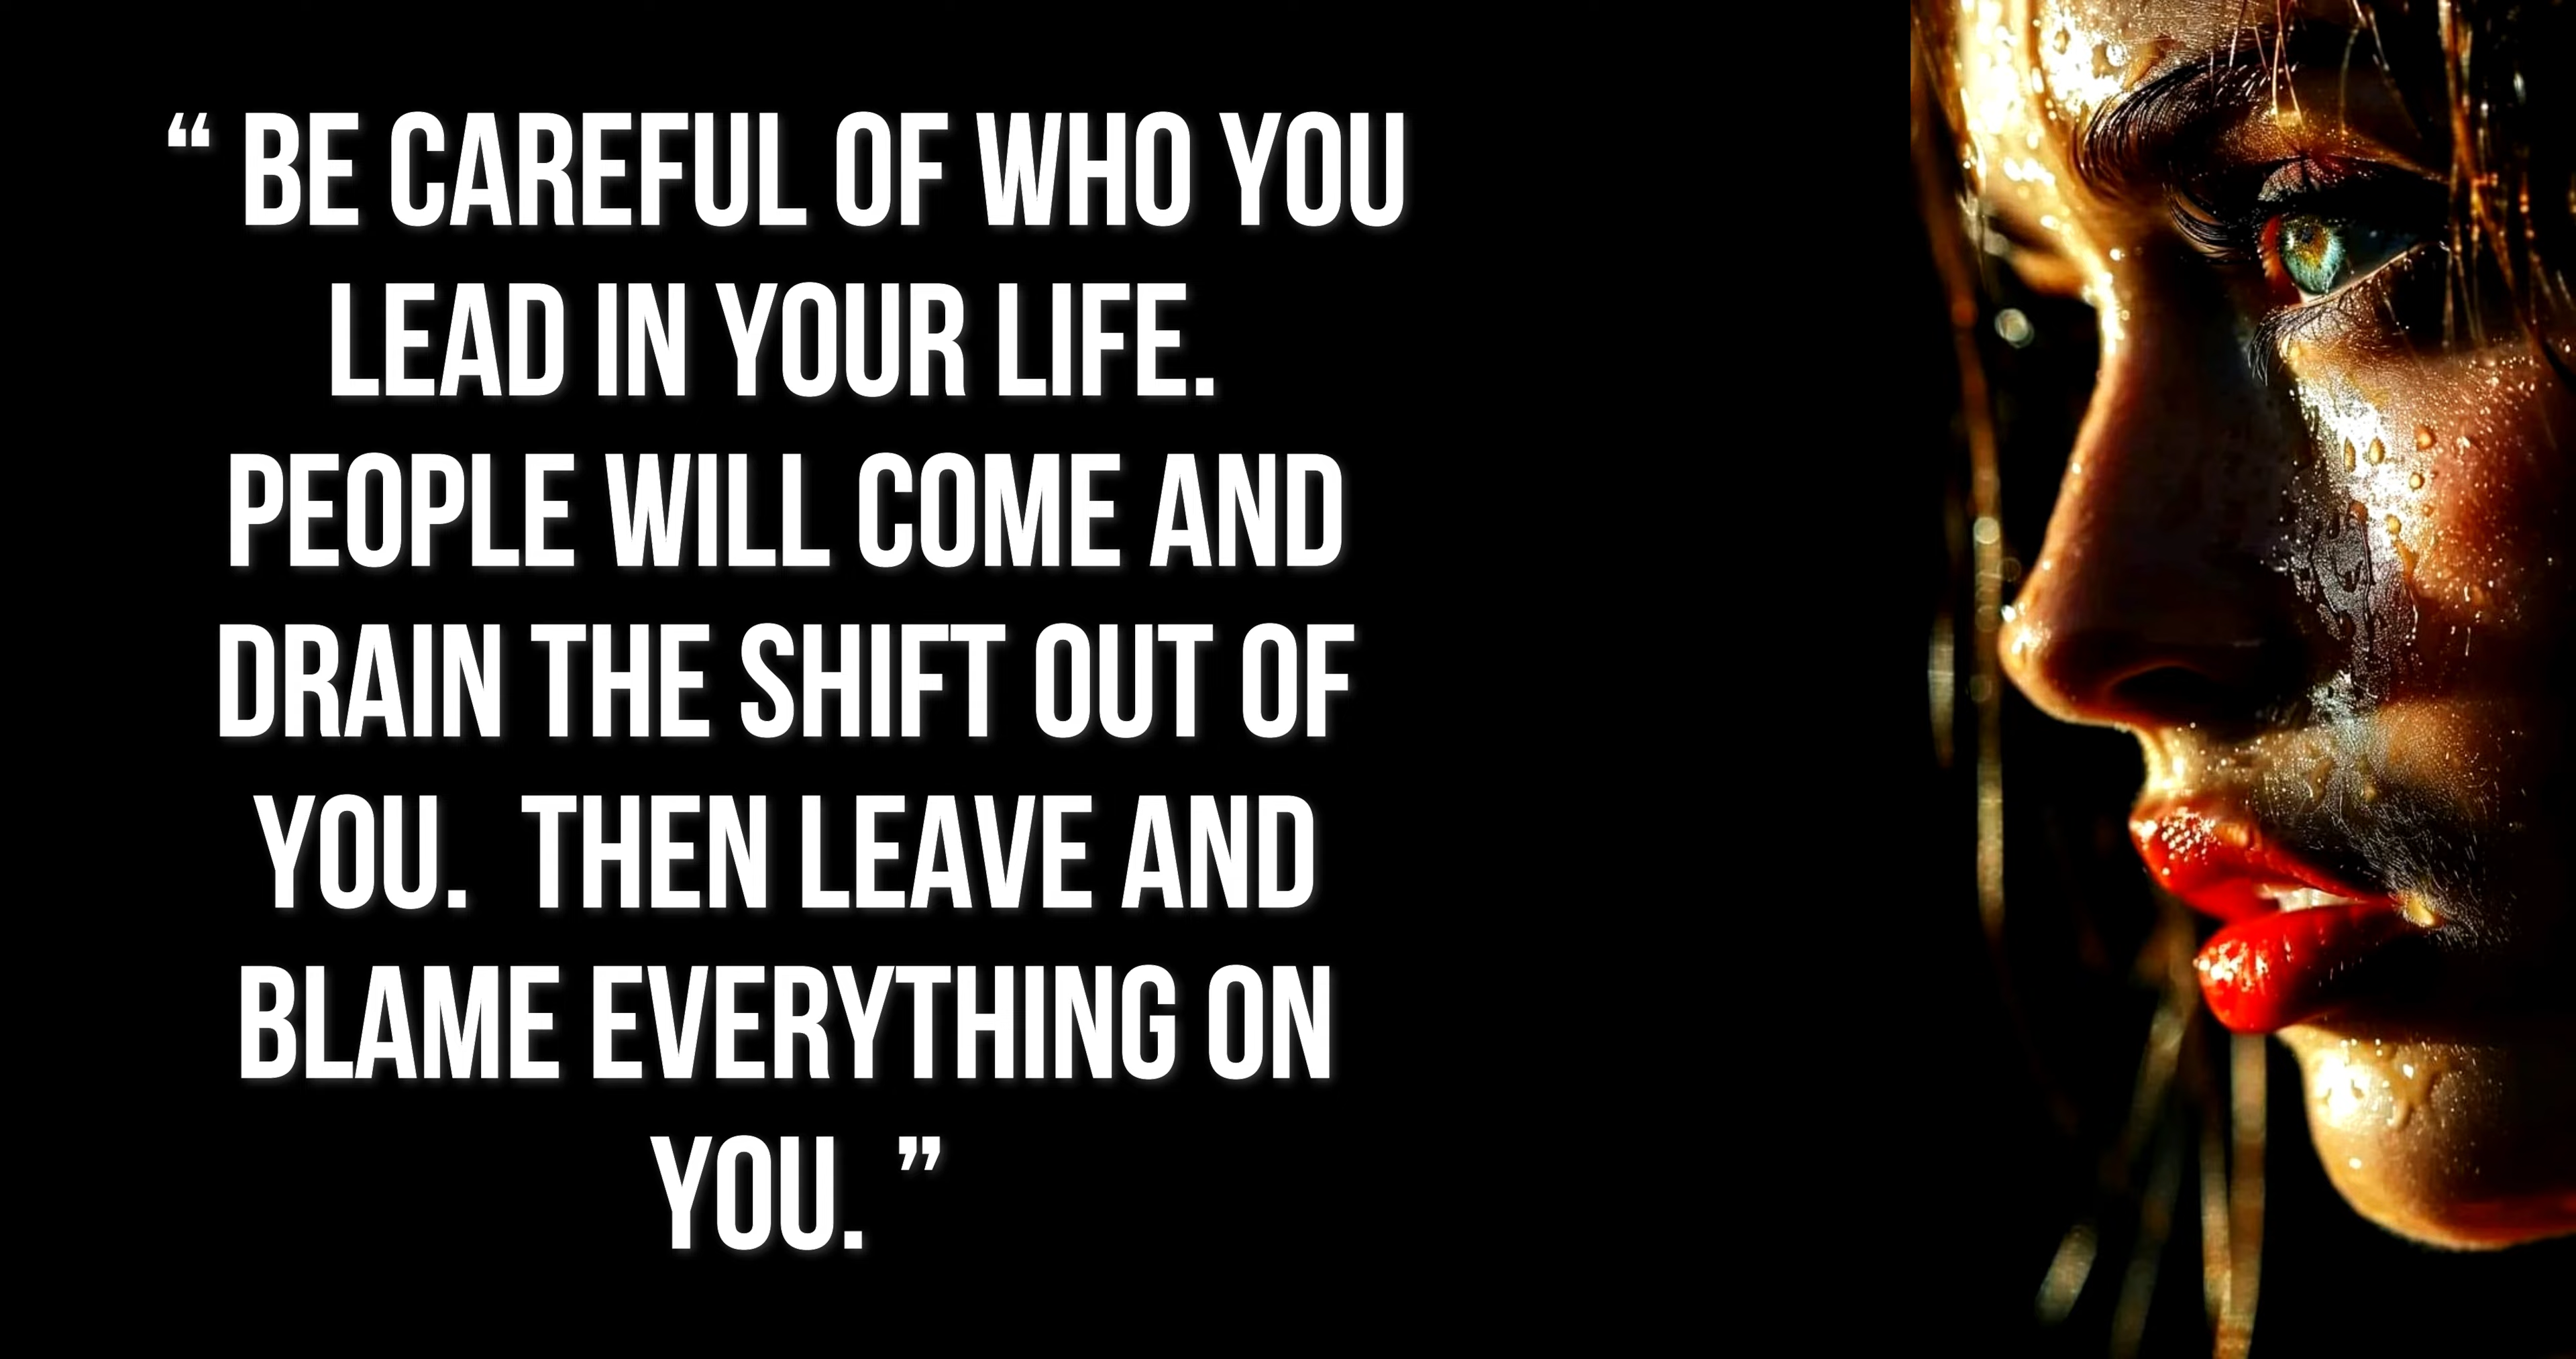 “ BE CAREFUL OF WHO YOU
LEAD IN YOUR LIFE.
PEOPLE WILL COME AND
DRAIN THE SHIFT OUT OF
YOU.  THEN LEAVE AND
BLAME EVERYTHING ON
YOU. ”